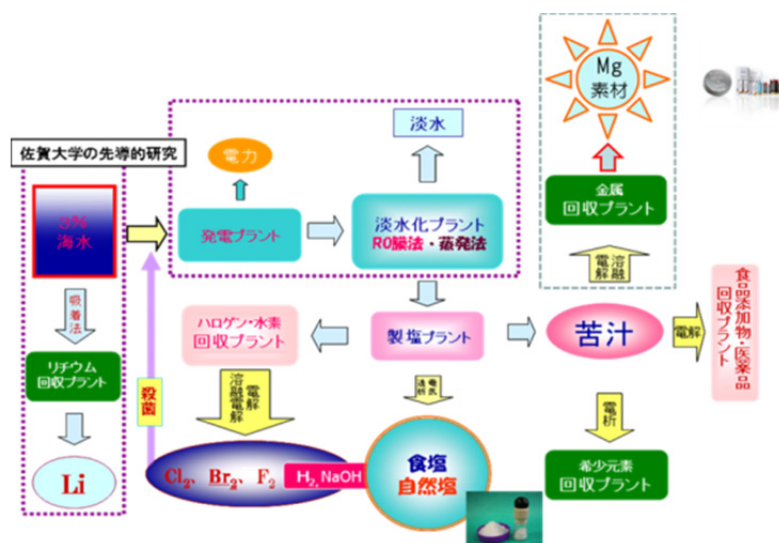 佐賀大学の先導的研究
3%
海水
吸着法
リチウム
回収プラント
Li
電力
発電プラント
淡水
淡水化プラント
RO膜法・蒸発法
Mg
素材
金属
回収プラント
溶融
電解
ハロゲン・水素
回収プラント
製塩プラント
苦汁
電解
食品添加物・医薬品
回収プラント
殺菌
電解
溶融電解
電気
透析
電析
Cl₂、Br₂、F₂
H₂, NaOH
食塩
自然塩
希少元素
回収プラント